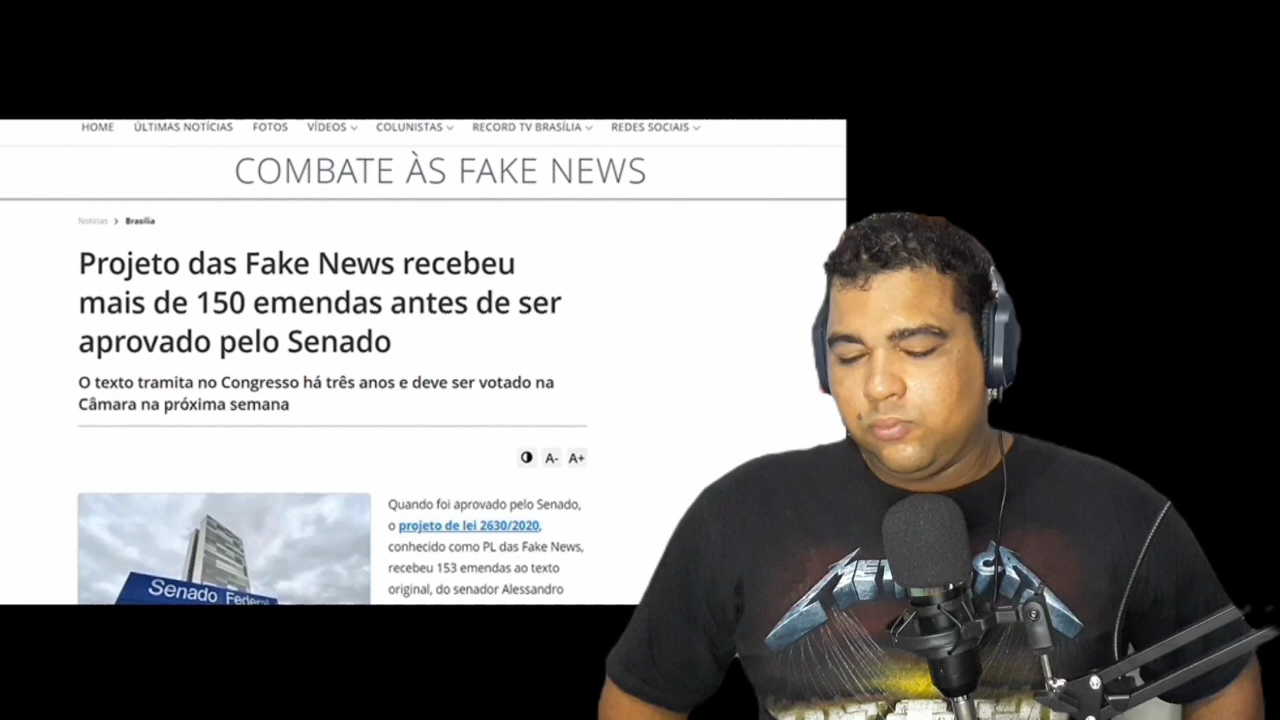 HOME ÚLTIMAS NOTÍCIAS FOTOS VÍDEOS COLUNISTAS RECORD TV BRASÍLIA REDES SOCIAIS
COMBATE ÀS FAKE NEWS
Notícias > Brasília
Projeto das Fake News recebeu
mais de 150 emendas antes de ser
aprovado pelo Senado
O texto tramita no Congresso há três anos e deve ser votado na
Câmara na próxima semana
A- A+
Quando foi aprovado pelo Senado,
o projeto de lei 2630/2020,
conhecido como PL das Fake News,
recebeu 153 emendas ao texto
original, do senador Alessandro
Senado Federal